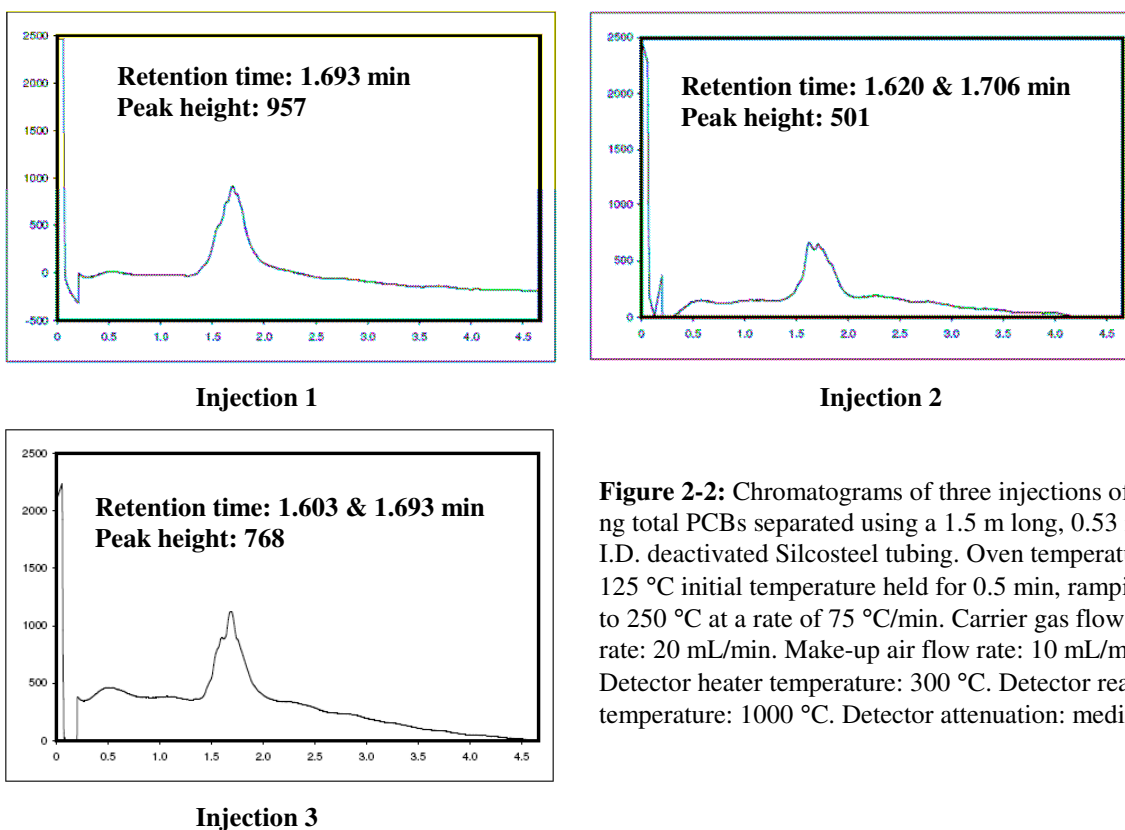 2500
2000
1500
1000
500
0
-500
0 0.5 1.0 1.5 2.0 2.5 3.0 3.5 4.0 4.5
Retention time: 1.693 min
Peak height: 957
Injection 1
2500
2000
1500
1000
500
0
0 0.5 1.0 1.5 2.0 2.5 3.0 3.5 4.0 4.5
Retention time: 1.620 & 1.706 min
Peak height: 501
Injection 2
2500
2000
1500
1000
500
0
0 0.5 1.0 1.5 2.0 2.5 3.0 3.5 4.0 4.5
Retention time: 1.603 & 1.693 min
Peak height: 768
Injection 3
Figure 2-2: Chromatograms of three injections of
ng total PCBs separated using a 1.5 m long, 0.53
I.D. deactivated Silcosteel tubing. Oven temperatu
125 °C initial temperature held for 0.5 min, rampi
to 250 °C at a rate of 75 °C/min. Carrier gas flow
rate: 20 mL/min. Make-up air flow rate: 10 mL/m
Detector heater temperature: 300 °C. Detector rea
temperature: 1000 °C. Detector attenuation: medi